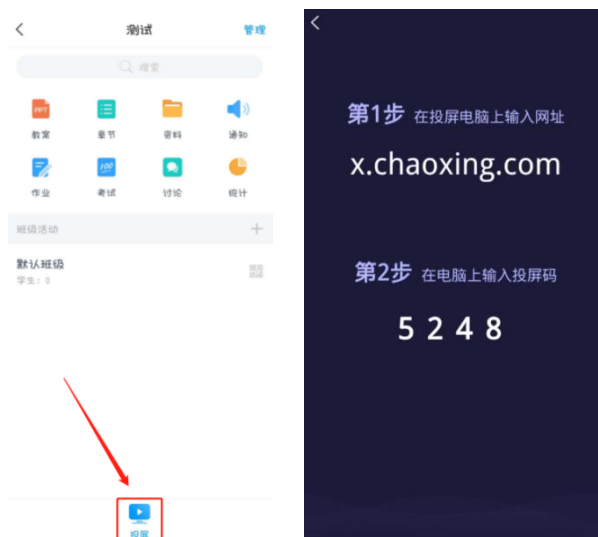 测试
管理
搜索
PPT
教案
章节
资料
通知
100
作业
考试
讨论
统计
班级活动
默认班级
学生：0
投屏
第1步 在投屏电脑上输入网址
x.chaoxing.com
第2步 在电脑上输入投屏码
5 2 4 8